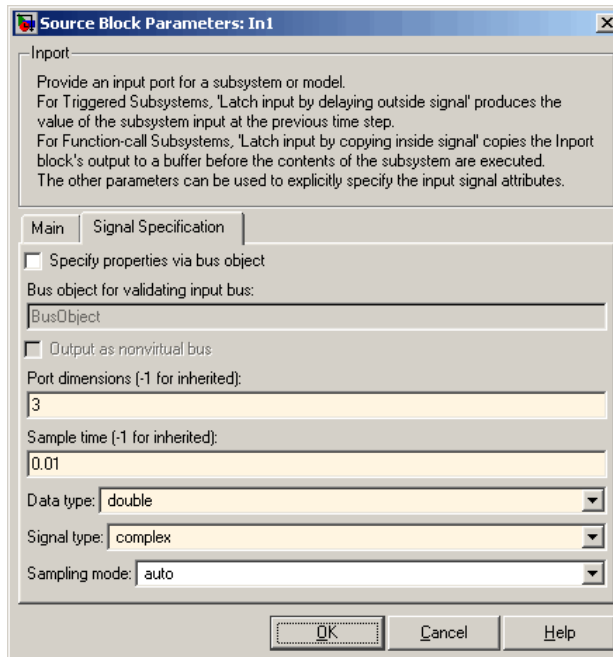 Source Block Parameters: In1
Inport
Provide an input port for a subsystem or model.
For Triggered Subsystems, 'Latch input by delaying outside signal' produces the
value of the subsystem input at the previous time step.
For Function-call Subsystems, 'Latch input by copying inside signal' copies the Inport
block's output to a buffer before the contents of the subsystem are executed.
The other parameters can be used to explicitly specify the input signal attributes.
Main Signal Specification
Specify properties via bus object
Bus object for validating input bus:
BusObject
Output as nonvirtual bus
Port dimensions (-1 for inherited):
3
Sample time (-1 for inherited):
0.01
Data type: double
Signal type: complex
Sampling mode: auto
OK Cancel Help